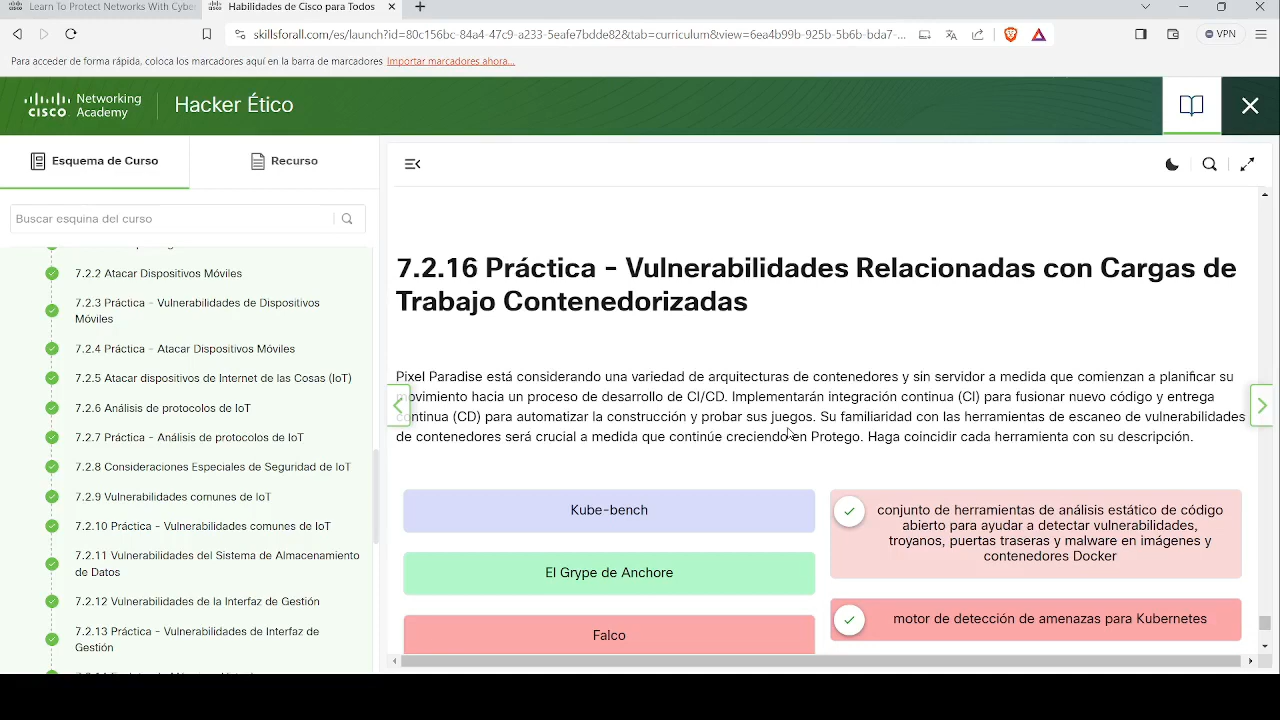 Learn To Protect Networks With Cybe
Habilidades de Cisco para Todos
skillsforall.com/es/launch?id=80c156bc-84a4-47c9-a233-5eafe7bdde82&tab=curriculum&view=6ea4b99b-925b-5b6b-bda7-...
VPN
Para acceder de forma rápida, coloca los marcadores aquí en la barra de marcadores Importar marcadores ahora...
CISCO Networking Academy
Hacker Ético
Esquema de Curso
Recurso
Buscar esquina del curso
7.2.2 Atacar Dispositivos Móviles
7.2.3 Práctica - Vulnerabilidades de Dispositivos
Móviles
7.2.4 Práctica - Atacar Dispositivos Móviles
7.2.5 Atacar dispositivos de Internet de las Cosas (IoT)
7.2.6 Análisis de protocolos de IoT
7.2.7 Práctica - Análisis de protocolos de IoT
7.2.8 Consideraciones Especiales de Seguridad de IoT
7.2.9 Vulnerabilidades comunes de IoT
7.2.10 Práctica - Vulnerabilidades comunes de IoT
7.2.11 Vulnerabilidades del Sistema de Almacenamiento
de Datos
7.2.12 Vulnerabilidades de la Interfaz de Gestión
7.2.13 Práctica - Vulnerabilidades de Interfaz de
Gestión
7.2.16 Práctica - Vulnerabilidades Relacionadas con Cargas de
Trabajo Contenedorizadas
Pixel Paradise está considerando una variedad de arquitecturas de contenedores y sin servidor a medida que comienzan a planificar su
movimiento hacia un proceso de desarrollo de CI/CD. Implementarán integración continua (CI) para fusionar nuevo código y entrega
continua (CD) para automatizar la construcción y probar sus juegos. Su familiaridad con las herramientas de escaneo de vulnerabilidades
de contenedores será crucial a medida que continúe creciendo en Protego. Haga coincidir cada herramienta con su descripción.
Kube-bench
El Grype de Anchore
Falco
conjunto de herramientas de análisis estático de código
abierto para ayudar a detectar vulnerabilidades,
troyanos, puertas traseras y malware en imágenes y
contenedores Docker
motor de detección de amenazas para Kubernetes